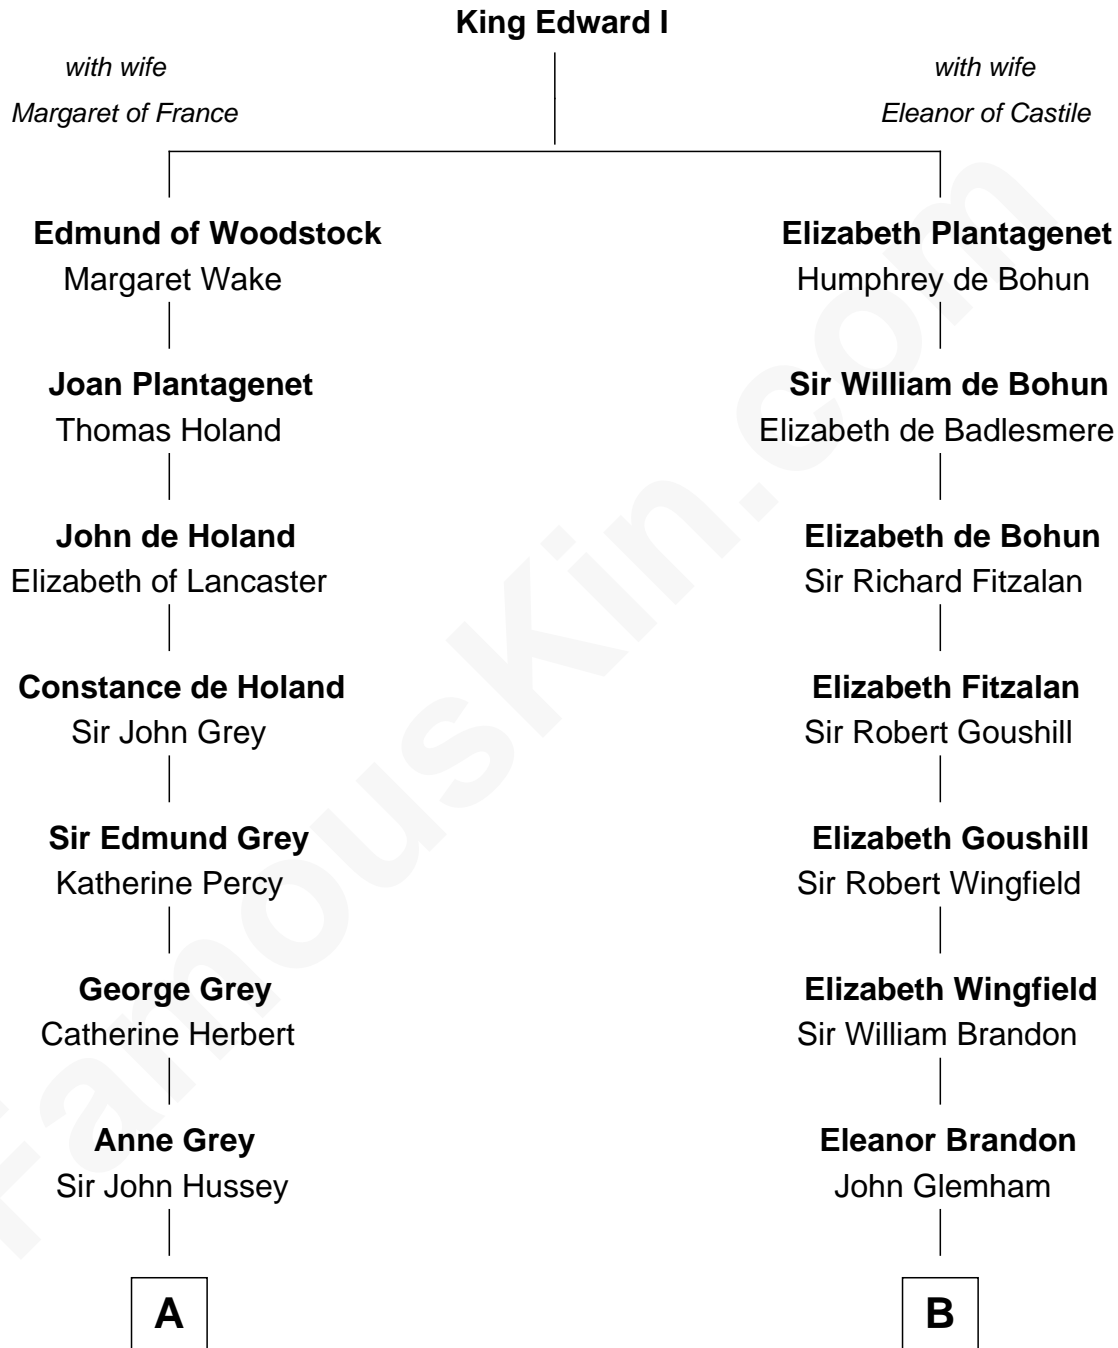 King Edward I
with wife
Margaret of France
with wife
Eleanor of Castile
Edmund of Woodstock
Margaret Wake
Elizabeth Plantagenet
Humphrey de Bohun
Joan Plantagenet
Thomas Holand
Sir William de Bohun
Elizabeth de Badlesmere
John de Holand
Elizabeth of Lancaster
Elizabeth de Bohun
Sir Richard Fitzalan
Constance de Holand
Sir John Grey
Elizabeth Fitzalan
Sir Robert Goushill
Sir Edmund Grey
Katherine Percy
Elizabeth Goushill
Sir Robert Wingfield
George Grey
Catherine Herbert
Elizabeth Wingfield
Sir William Brandon
Anne Grey
Sir John Hussey
Eleanor Brandon
John Glemham
A
B
FamousKin.com